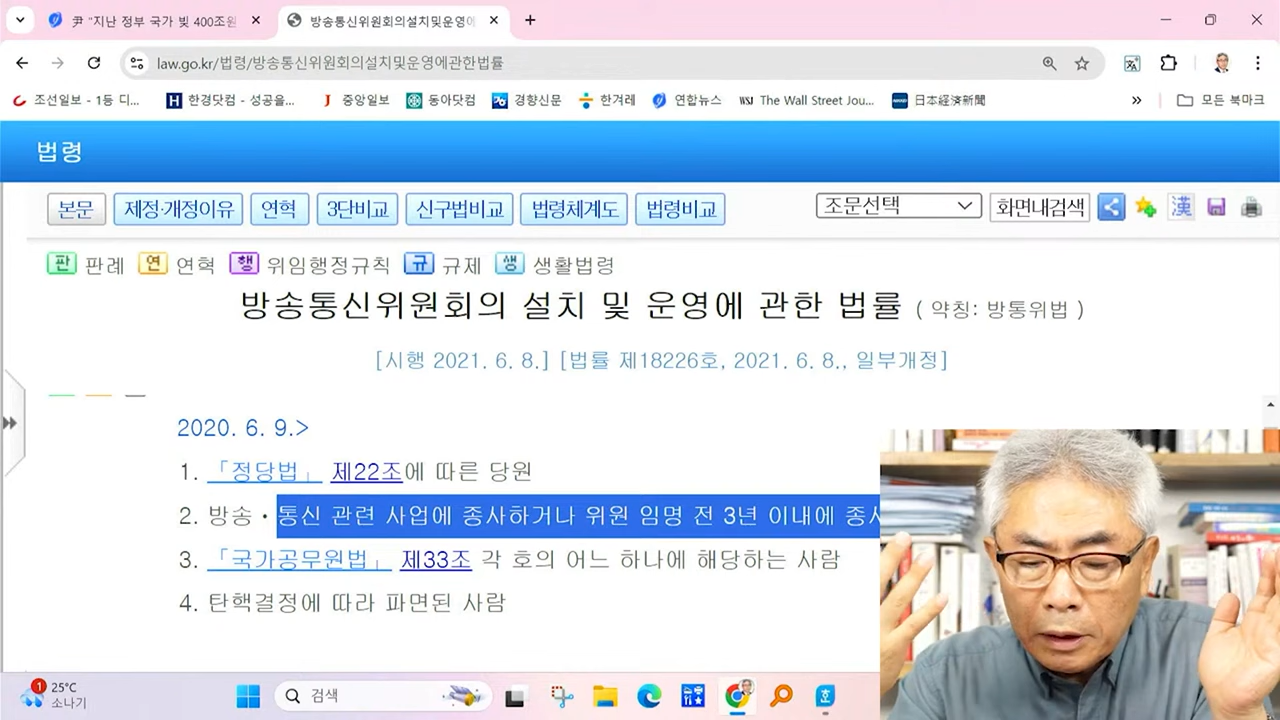 尹 "지난 정부 국가 빚 400조원
방송통신위원회의설치및운영에
law.go.kr/법령/방송통신위원회의설치및운영에관한법률
조선일보 - 1등 디...
한경닷컴 - 성공을...
중앙일보
동아닷컴
경향신문
한겨레
연합뉴스
WSJ The Wall Street Jou...
日本経済新聞
모든 북마크
법령
본문 제정·개정이유 연혁 3단비교 신구법비교 법령체계도 법령비교 조문선택 화면내검색 漢
판 판례 연 연혁 행 위임행정규칙 규 규제 생 생활법령
방송통신위원회의 설치 및 운영에 관한 법률 ( 약칭: 방통위법 )
[시행 2021. 6. 8.] [법률 제18226호, 2021. 6. 8., 일부개정]
2020. 6. 9.>
1. 「정당법」 제22조에 따른 당원
2. 방송·통신 관련 사업에 종사하거나 위원 임명 전 3년 이내에 종사
3. 「국가공무원법」 제33조 각 호의 어느 하나에 해당하는 사람
4. 탄핵결정에 따라 파면된 사람
1 25°C
소나기
검색